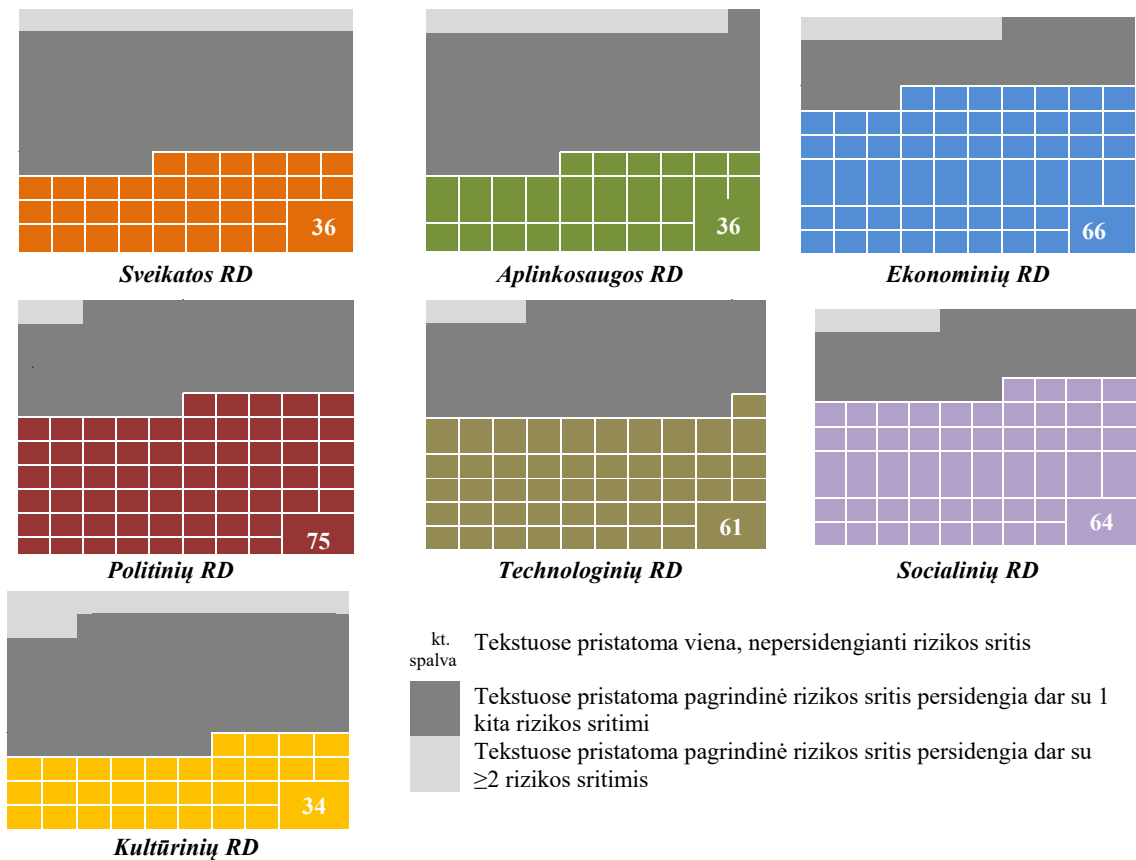 36
36
66
Sveikatos RD
Aplinkosaugos RD
Ekonominių RD
75
61
64
Politinių RD
Technologinių RD
Socialinių RD
34
Kultūrinių RD
kt.
spalva
Tekstuose pristatoma viena, nepersidengianti rizikos sritis
Tekstuose pristatoma pagrindinė rizikos sritis persidengia dar su 1
kita rizikos sritimi
Tekstuose pristatoma pagrindinė rizikos sritis persidengia dar su
≥2 rizikos sritimis